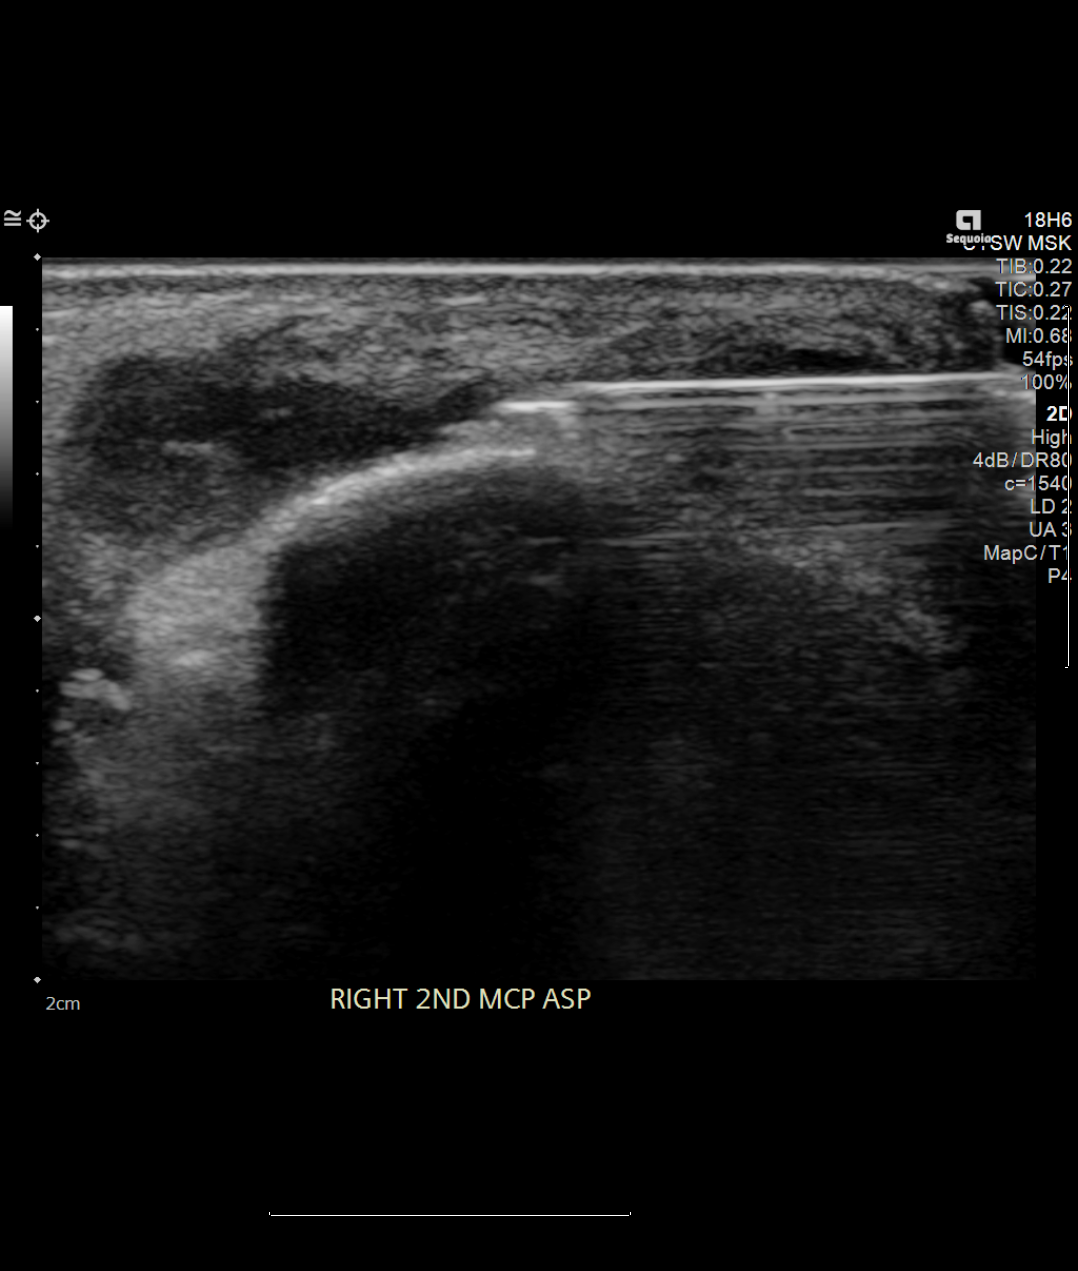 18H6
Sequoia
SW MSK
TIB:0.22
TIC:0.27
TIS:0.22
MI:0.68
54fps
100%
2D
High
4dB/DR80
c=1540
LD 2
UA 3
MapC/T1
P4
2cm
RIGHT 2ND MCP ASP